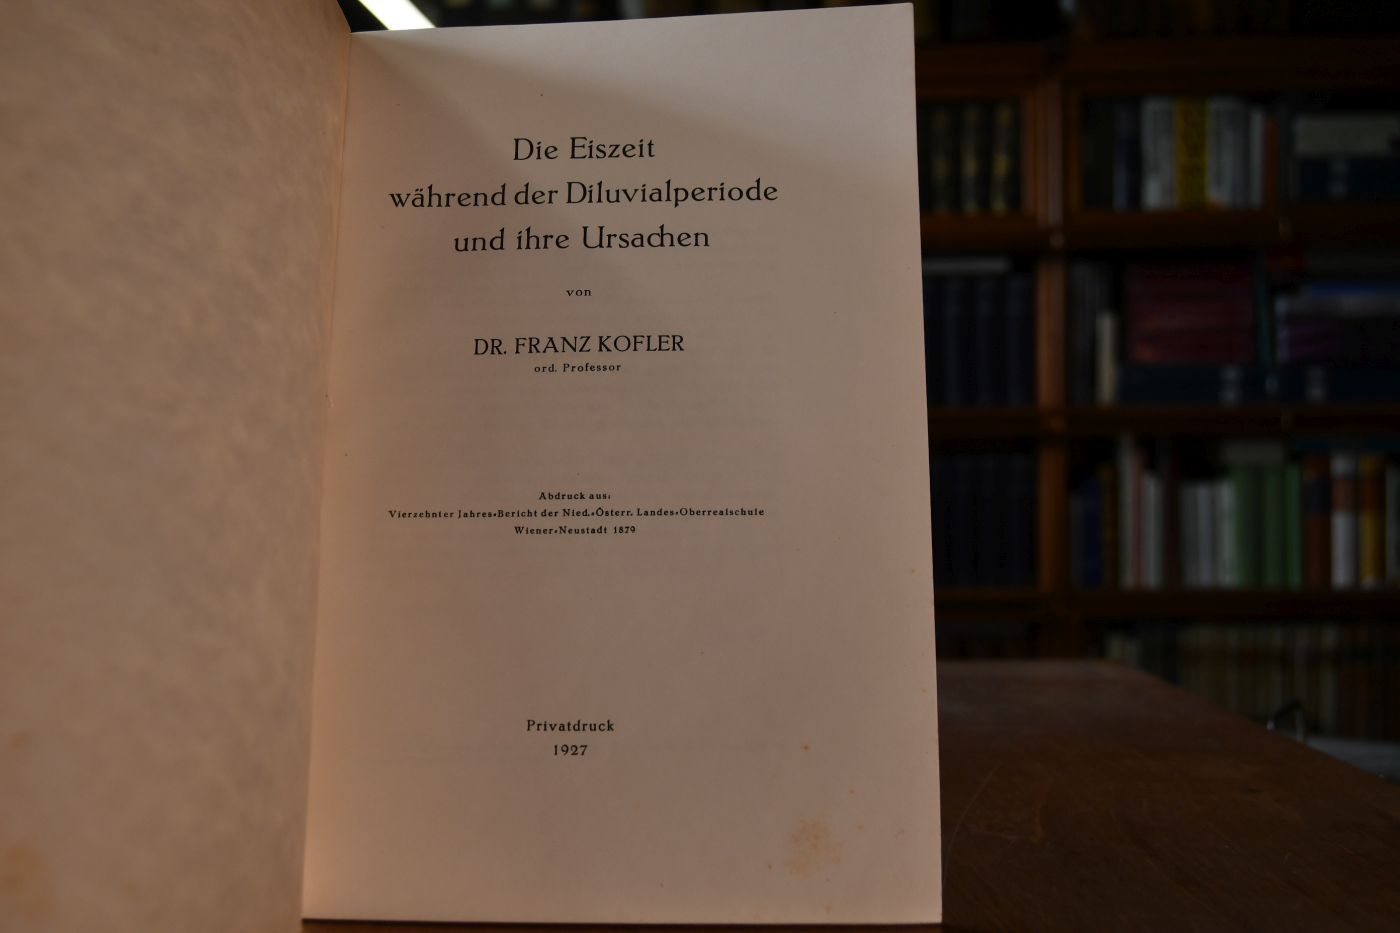 Die Eiszeit
während der Diluvialperiode
und ihre Ursachen
von
DR. FRANZ KOFLER
ord. Professor
Abdruck aus:
Vierzehnter Jahres-Bericht der Nied.-Österr. Landes-Oberrealschule
Wiener-Neustadt 1879
Privatdruck
1927